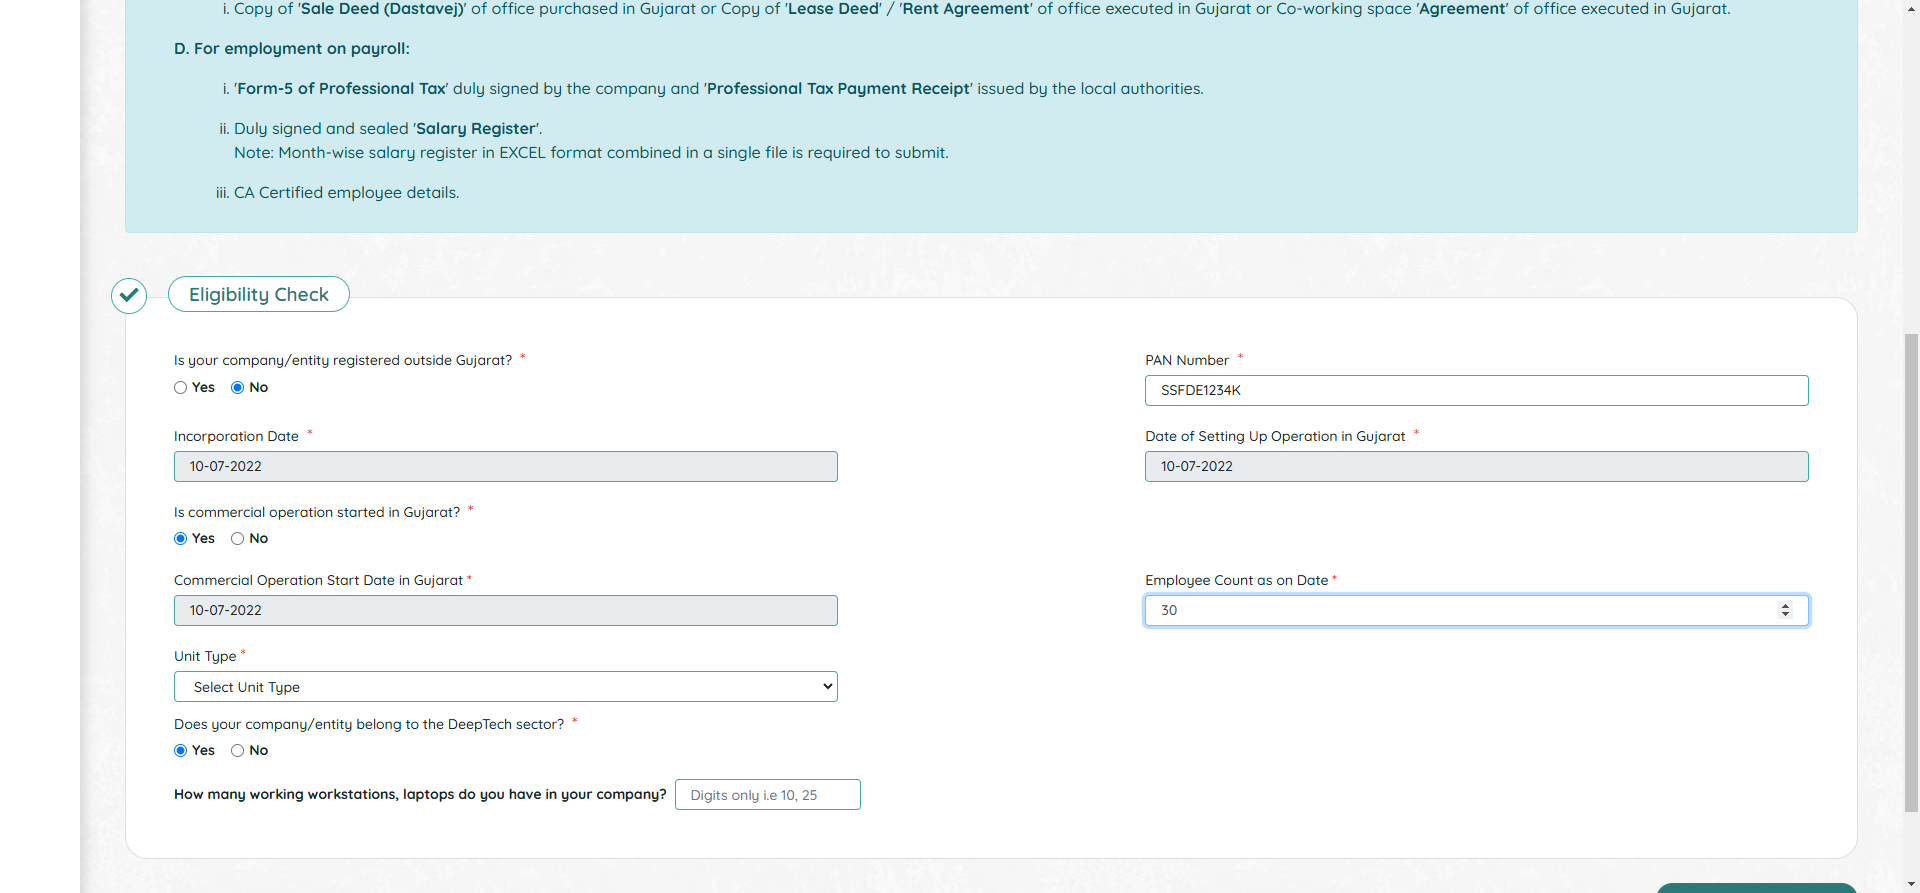 i. Copy of 'Sale Deed (Dastavej)' of office purchased in Gujarat or Copy of 'Lease Deed' / 'Rent Agreement' of office executed in Gujarat or Co-working space 'Agreement' of office executed in Gujarat.
D. For employment on payroll:
i. 'Form-5 of Professional Tax' duly signed by the company and 'Professional Tax Payment Receipt' issued by the local authorities.
ii. Duly signed and sealed 'Salary Register'.
Note: Month-wise salary register in EXCEL format combined in a single file is required to submit.
iii. CA Certified employee details.
Eligibility Check
Is your company/entity registered outside Gujarat? *
Yes No
PAN Number *
SSFDE1234K
Incorporation Date *
10-07-2022
Date of Setting Up Operation in Gujarat *
10-07-2022
Is commercial operation started in Gujarat? *
Yes No
Commercial Operation Start Date in Gujarat *
10-07-2022
Employee Count as on Date *
30
Unit Type *
Select Unit Type
Does your company/entity belong to the DeepTech sector? *
Yes No
How many working workstations, laptops do you have in your company? Digits only i.e 10, 25